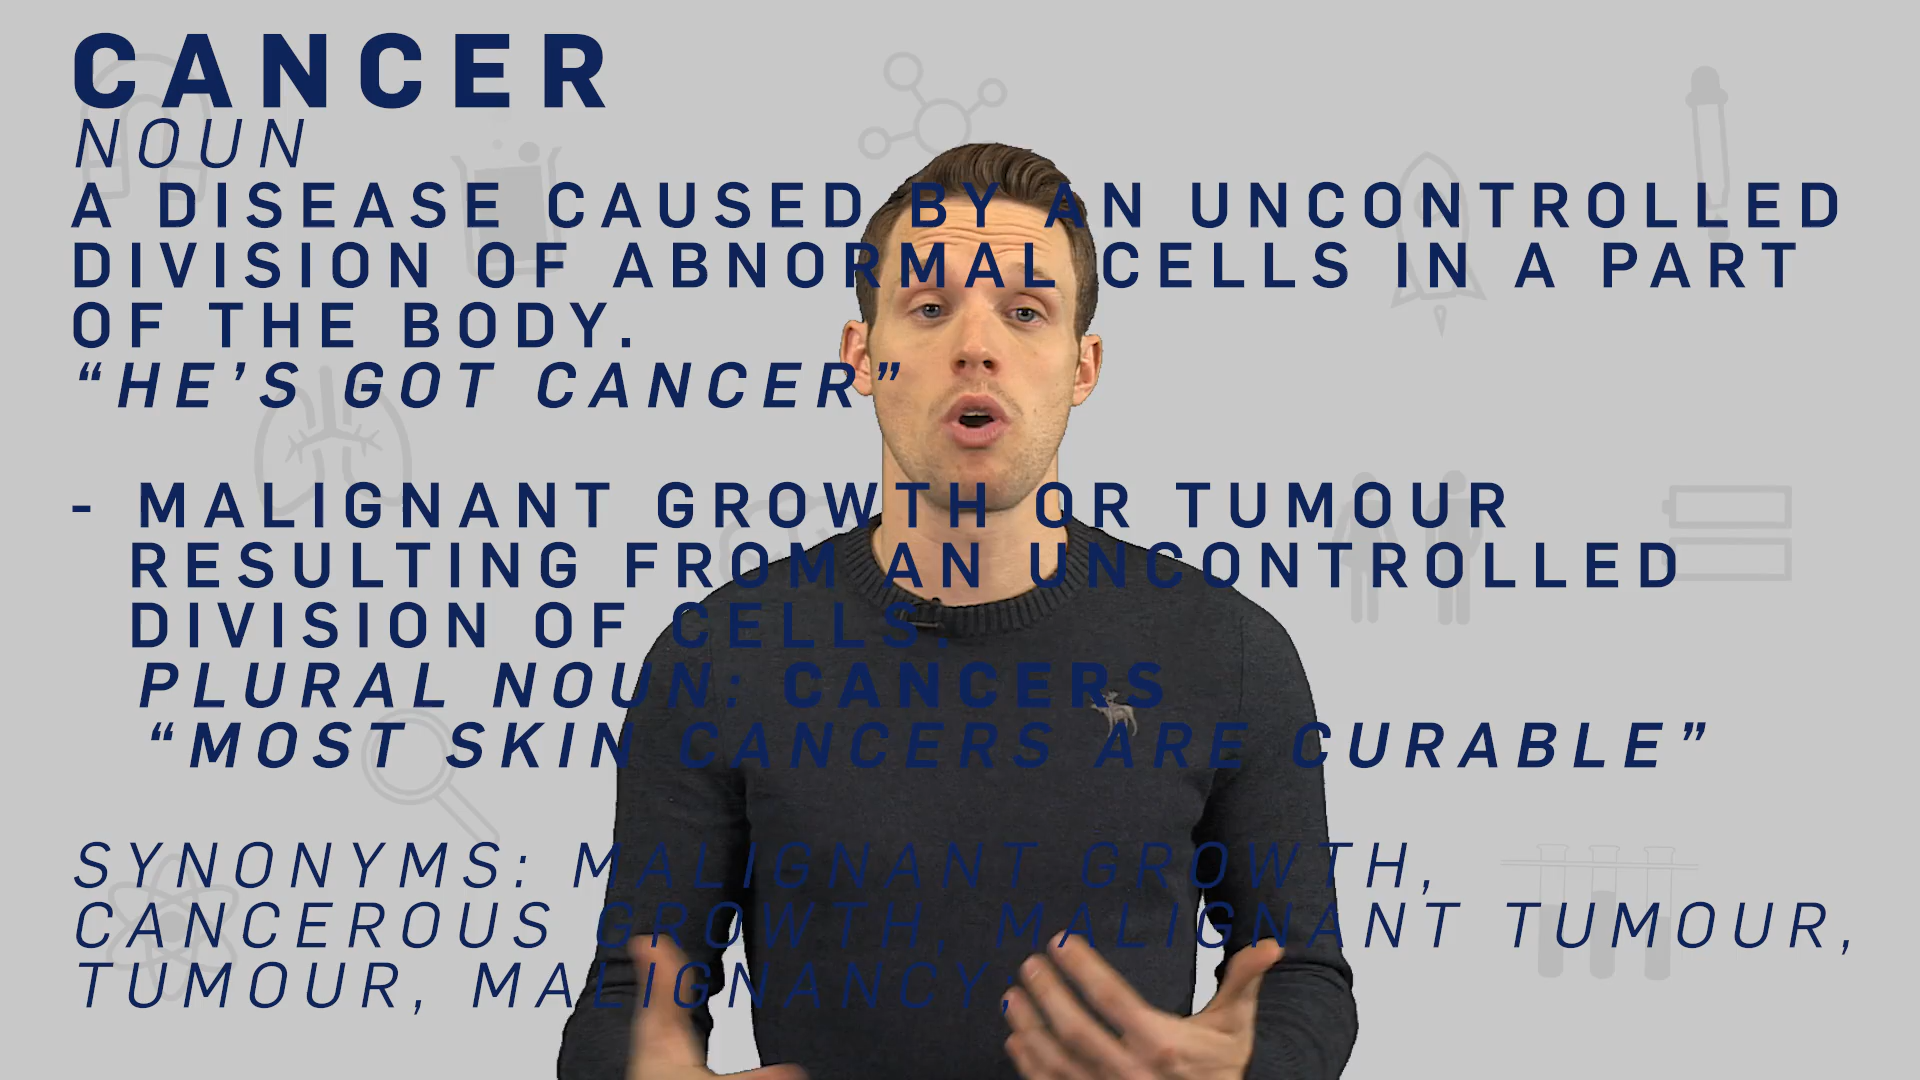 CANCER
NOUN
A DISEASE CAUSED BY AN UNCONTROLLED
DIVISION OF ABNORMAL CELLS IN A PART
OF THE BODY.
“HE’S GOT CANCER”
- MALIGNANT GROWTH OR TUMOUR
RESULTING FROM AN UNCONTROLLED
DIVISION OF CELLS.
PLURAL NOUN: CANCERS
“MOST SKIN CANCERS ARE CURABLE”
SYNONYMS: MALIGNANT GROWTH,
CANCEROUS GROWTH, MALIGNANT TUMOUR,
TUMOUR, MALIGNANCY;